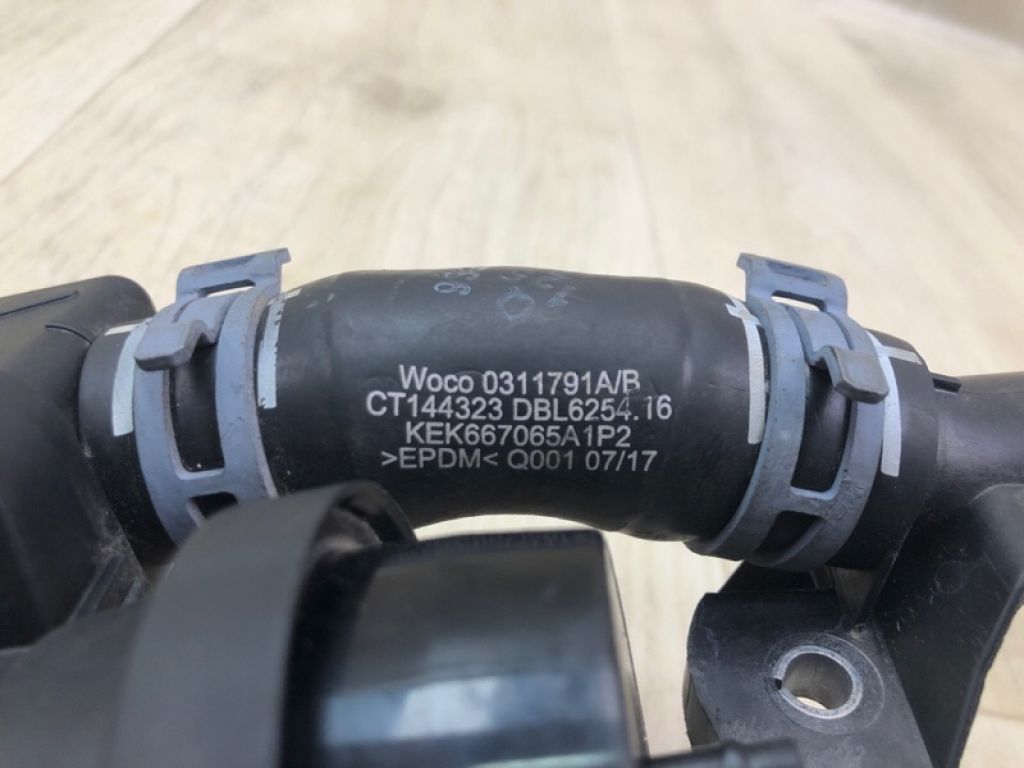 Woco 0311791A/B
CT144323 DBL6254.16
KEK667065A1P2
>EPDM< Q001 07/17